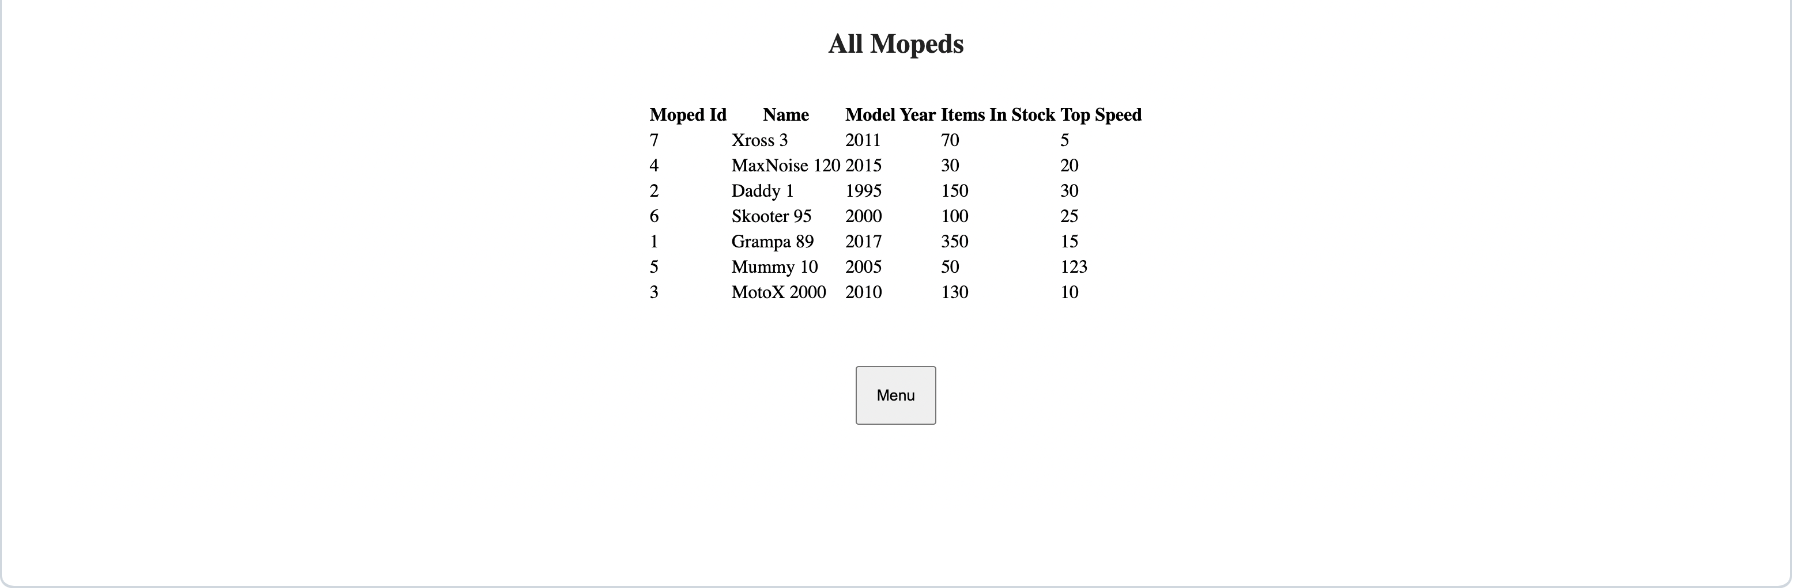 All Mopeds
Moped Id Name Model Year Items In Stock Top Speed
7 Xross 3 2011 70 5
4 MaxNoise 120 2015 30 20
2 Daddy 1 1995 150 30
6 Skooter 95 2000 100 25
1 Grampa 89 2017 350 15
5 Mummy 10 2005 50 123
3 MotoX 2000 2010 130 10
Menu